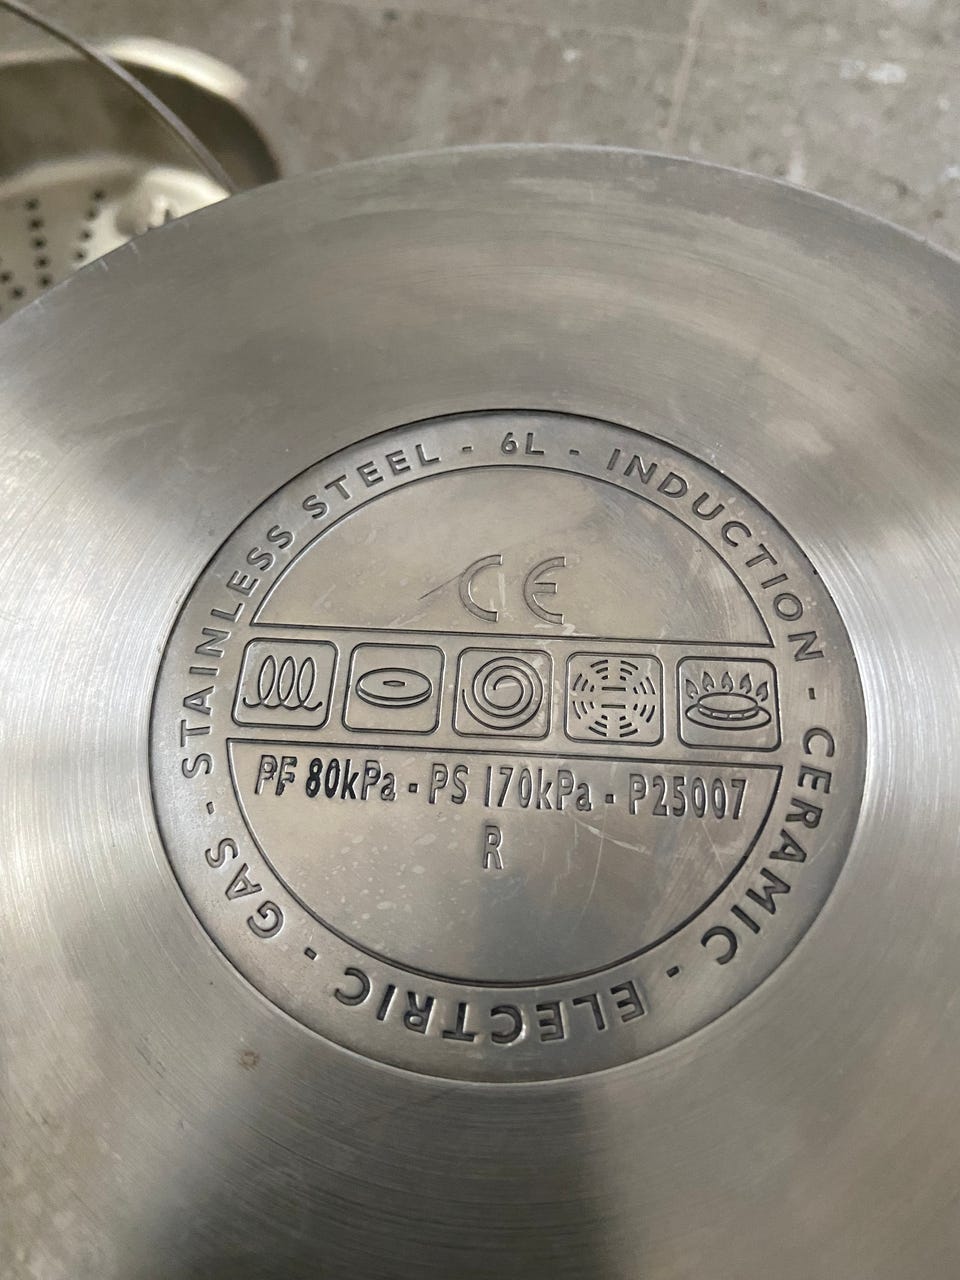 STAINLESS STEEL - 6L - INDUCTION - CERAMIC - ELECTRIC - GAS -
CE
PF 80kPa - PS 170kPa - P25007
R